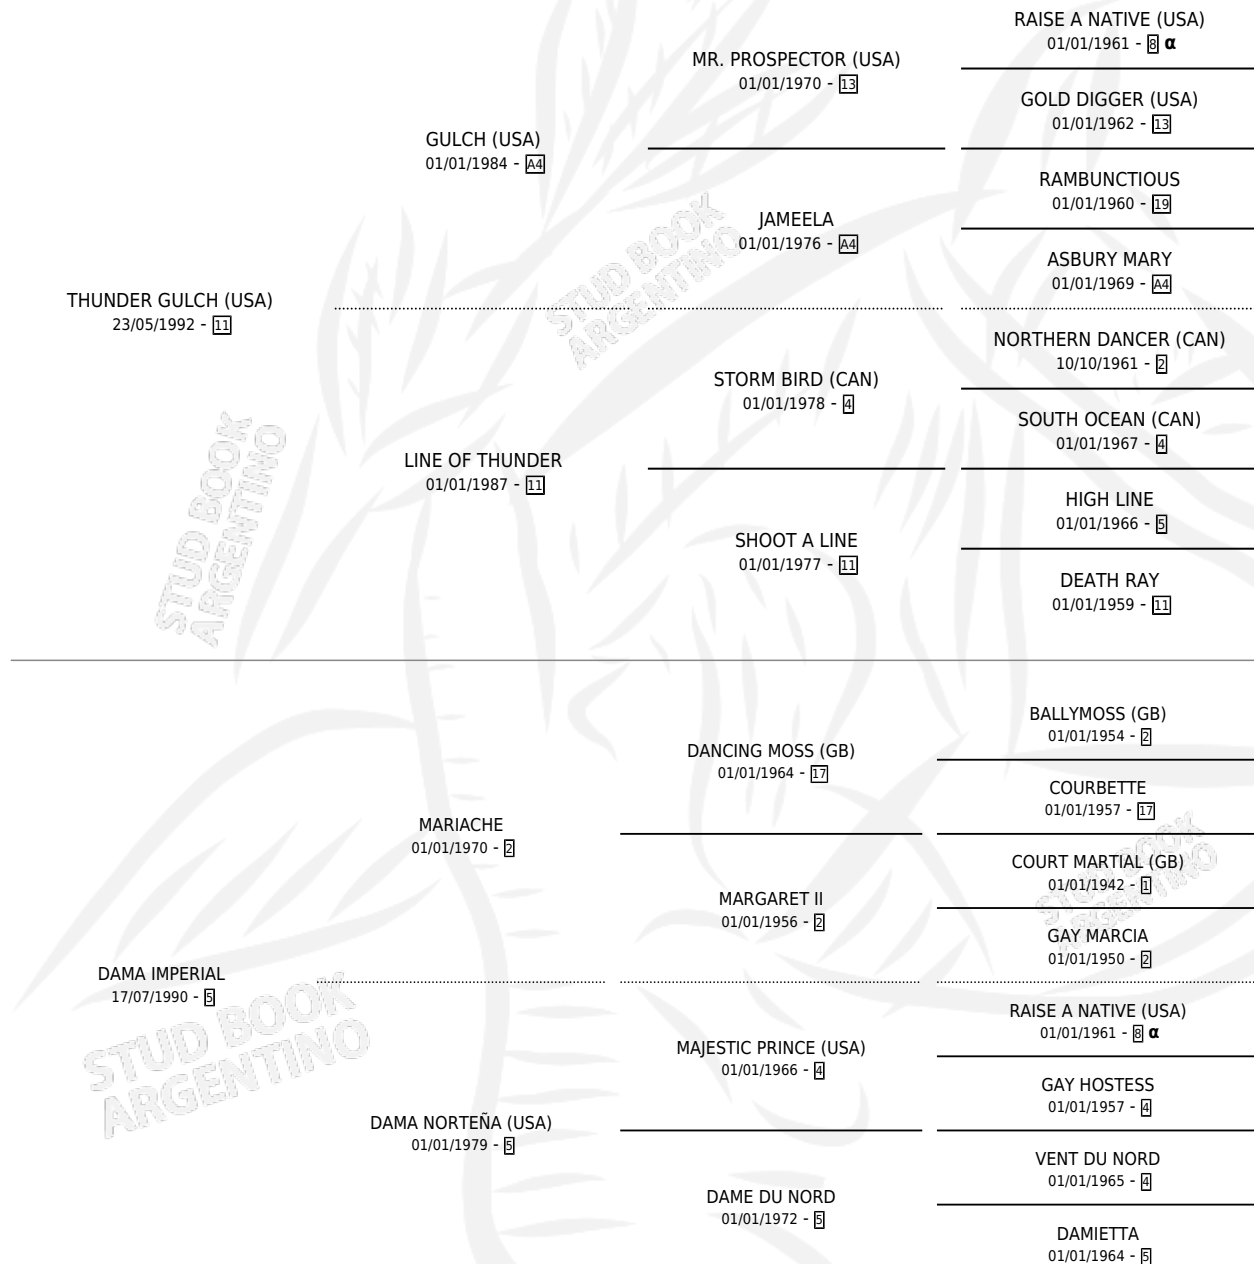 RAISE A NATIVE (USA)
01/01/1961 - 8 α
MR. PROSPECTOR (USA)
01/01/1970 - 13
GOLD DIGGER (USA)
01/01/1962 - 13
GULCH (USA)
01/01/1984 - A4
RAMBUNCTIOUS
01/01/1960 - 19
JAMEELA
01/01/1976 - A4
ASBURY MARY
01/01/1969 - A4
THUNDER GULCH (USA)
23/05/1992 - 11
NORTHERN DANCER (CAN)
10/10/1961 - 2
STORM BIRD (CAN)
01/01/1978 - 4
SOUTH OCEAN (CAN)
01/01/1967 - 4
LINE OF THUNDER
01/01/1987 - 11
HIGH LINE
01/01/1966 - 5
SHOOT A LINE
01/01/1977 - 11
DEATH RAY
01/01/1959 - 11
BALLYMOSS (GB)
01/01/1954 - 2
DANCING MOSS (GB)
01/01/1964 - 17
COURBETTE
01/01/1957 - 17
MARIACHE
01/01/1970 - 2
COURT MARTIAL (GB)
01/01/1942 - 1
MARGARET II
01/01/1956 - 2
GAY MARCIA
01/01/1950 - 2
DAMA IMPERIAL
17/07/1990 - 5
RAISE A NATIVE (USA)
01/01/1961 - 8 α
MAJESTIC PRINCE (USA)
01/01/1966 - 4
GAY HOSTESS
01/01/1957 - 4
DAMA NORTEÑA (USA)
01/01/1979 - 5
VENT DU NORD
01/01/1965 - 4
DAME DU NORD
01/01/1972 - 5
DAMIETTA
01/01/1964 - 5
STUD BOOK
ARGENTINO
STUD BOOK
ARGENTINO
STUD BOOK
ARGENTINO
STUD BOOK
ARGENTINO